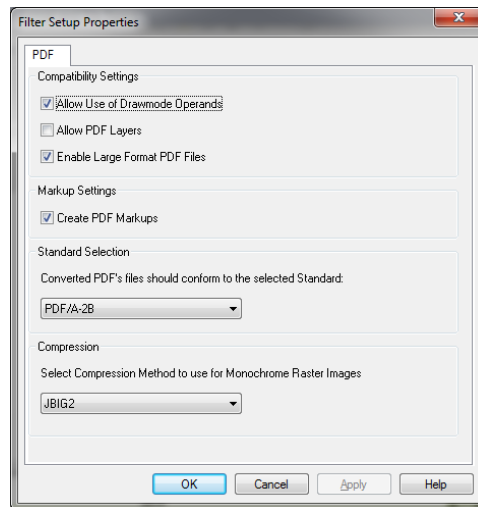 Filter Setup Properties
PDF
Compatibility Settings
Allow Use of Drawmode Operands
Allow PDF Layers
Enable Large Format PDF Files
Markup Settings
Create PDF Markups
Standard Selection
Converted PDF's files should conform to the selected Standard:
PDF/A-2B
Compression
Select Compression Method to use for Monochrome Raster Images
JBIG2
OK Cancel Apply Help